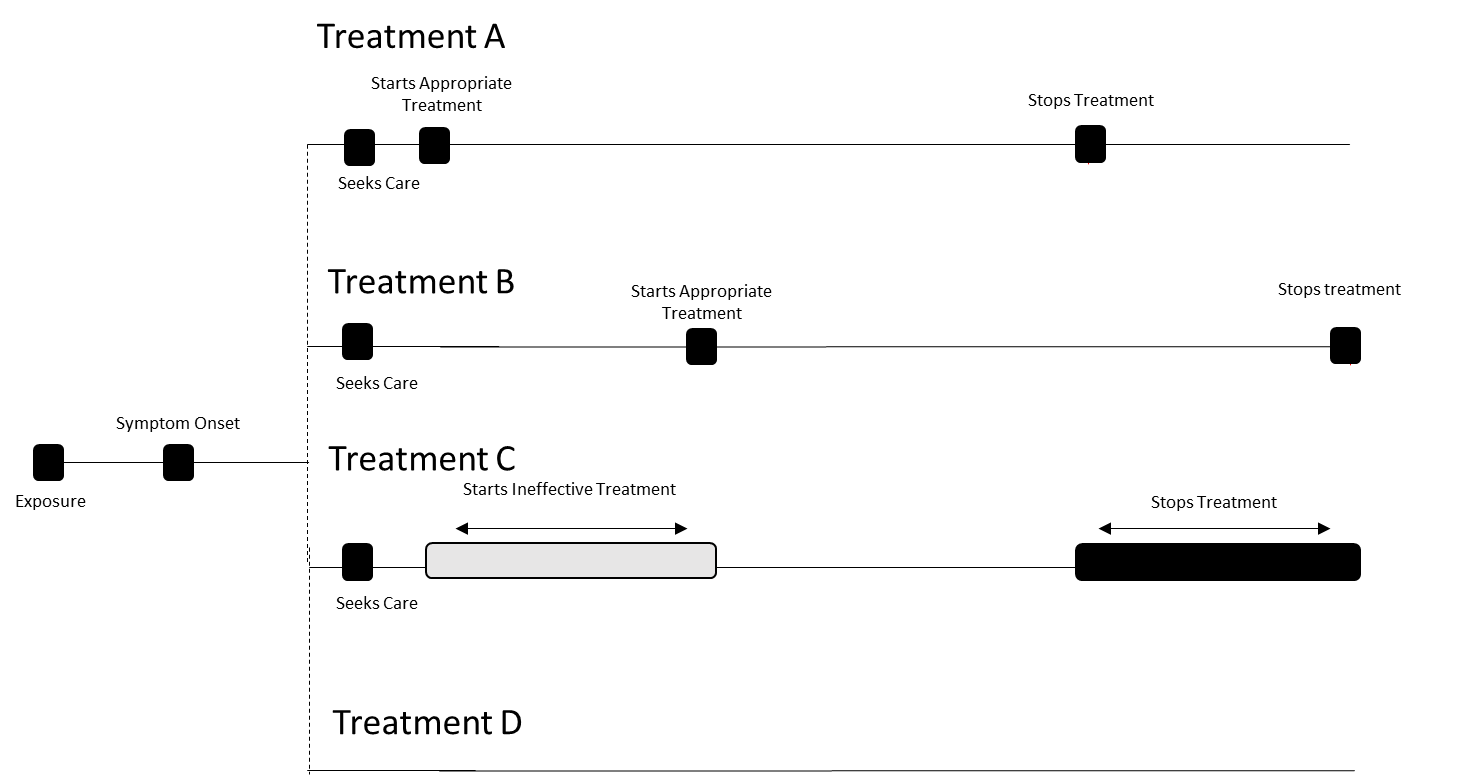 Treatment A
Starts Appropriate
Treatment
Stops Treatment
Seeks Care
Treatment B
Starts Appropriate
Treatment
Stops treatment
Seeks Care
Symptom Onset
Exposure
Treatment C
Starts Ineffective Treatment
Stops Treatment
Seeks Care
Treatment D